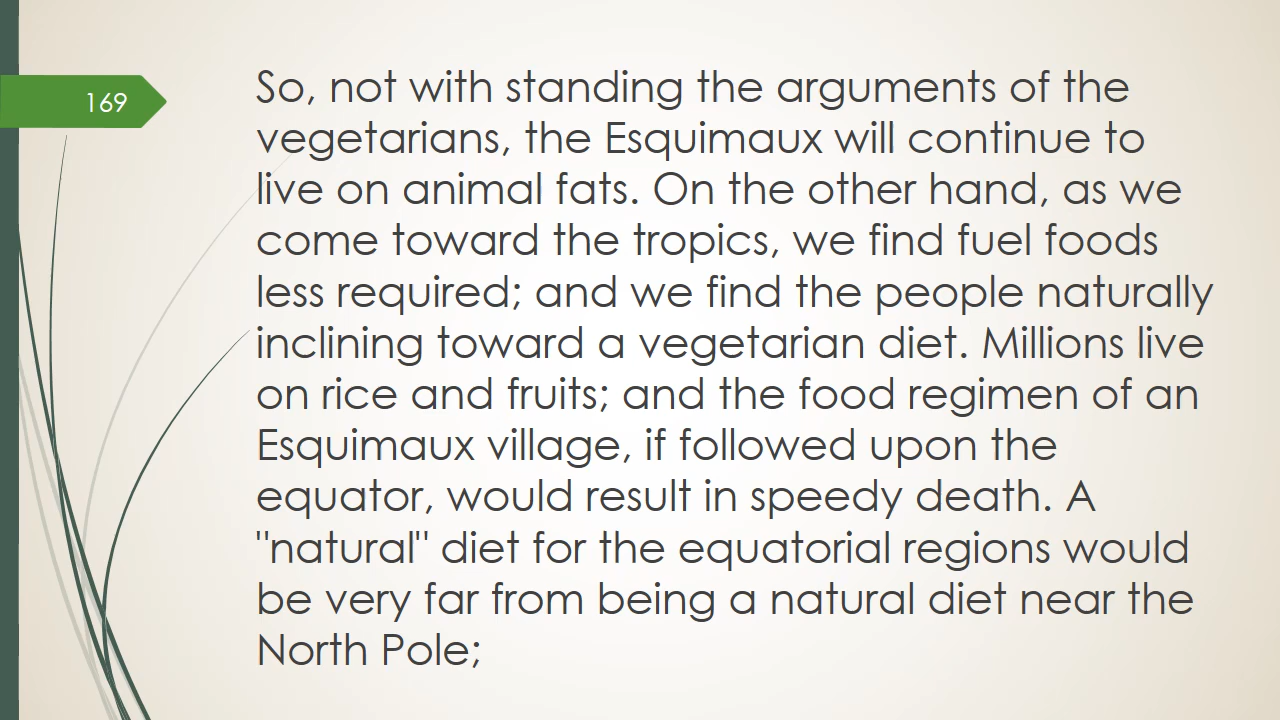 169
So, not with standing the arguments of the
vegetarians, the Esquimaux will continue to
live on animal fats. On the other hand, as we
come toward the tropics, we find fuel foods
less required; and we find the people naturally
inclining toward a vegetarian diet. Millions live
on rice and fruits; and the food regimen of an
Esquimaux village, if followed upon the
equator, would result in speedy death. A
"natural" diet for the equatorial regions would
be very far from being a natural diet near the
North Pole;